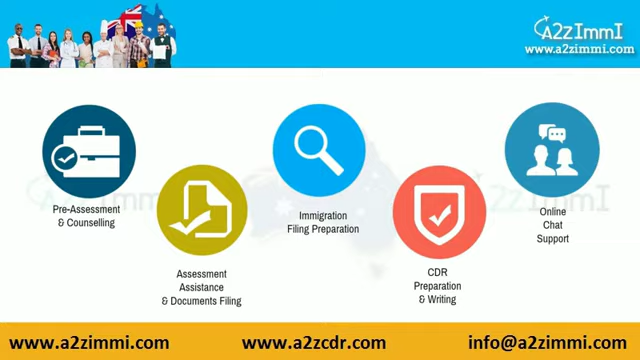 A2ZImmI
www.a2zimmi.com
Pre-Assessment
& Counselling
Assessment
Assistance
& Documents Filing
Immigration
Filing Preparation
CDR
Preparation
& Writing
Online
Chat
Support
www.a2zimmi.com
www.a2zcdr.com
info@a2zimmi.com